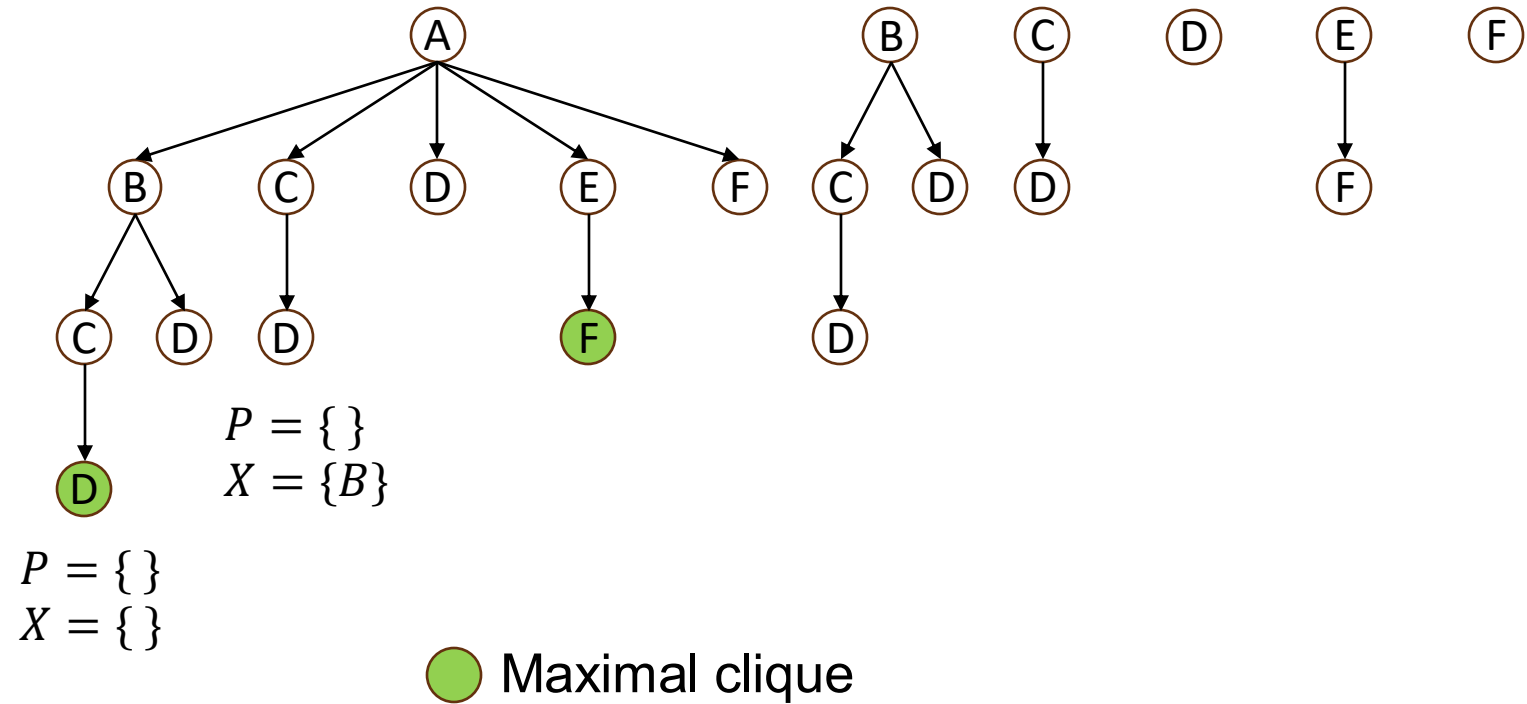 A B C D E F
B C D E F C D D F
C D D F D
P = { }
X = {B}
D
P = { }
X = { }
Maximal clique